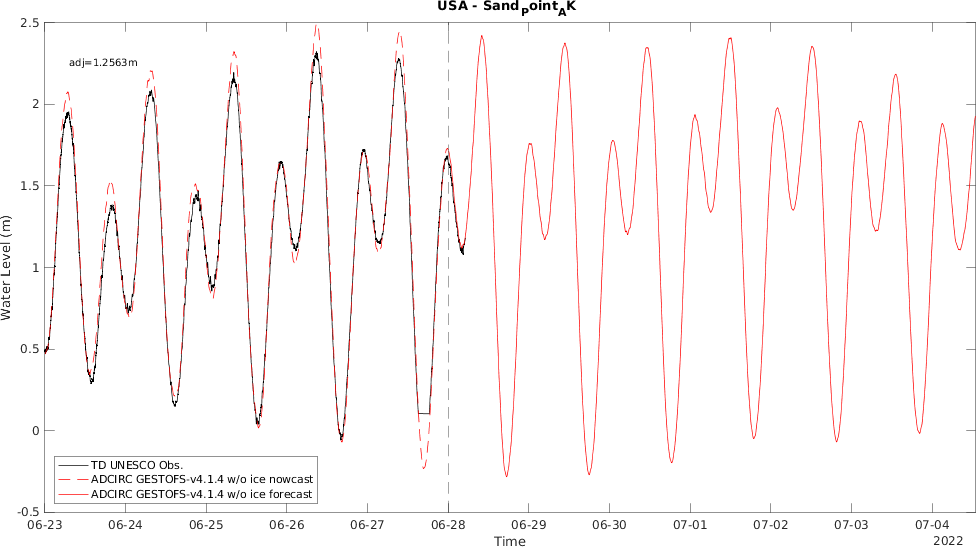 USA - Sand_Point_AK
2.5
adj=1.2563m
2
1.5
Water Level (m)
1
0.5
0
TD UNESCO Obs.
ADCIRC GESTOFS-v4.1.4 w/o ice nowcast
ADCIRC GESTOFS-v4.1.4 w/o ice forecast
-0.5
06-23 06-24 06-25 06-26 06-27 06-28 06-29 06-30 07-01 07-02 07-03 07-04
Time
2022